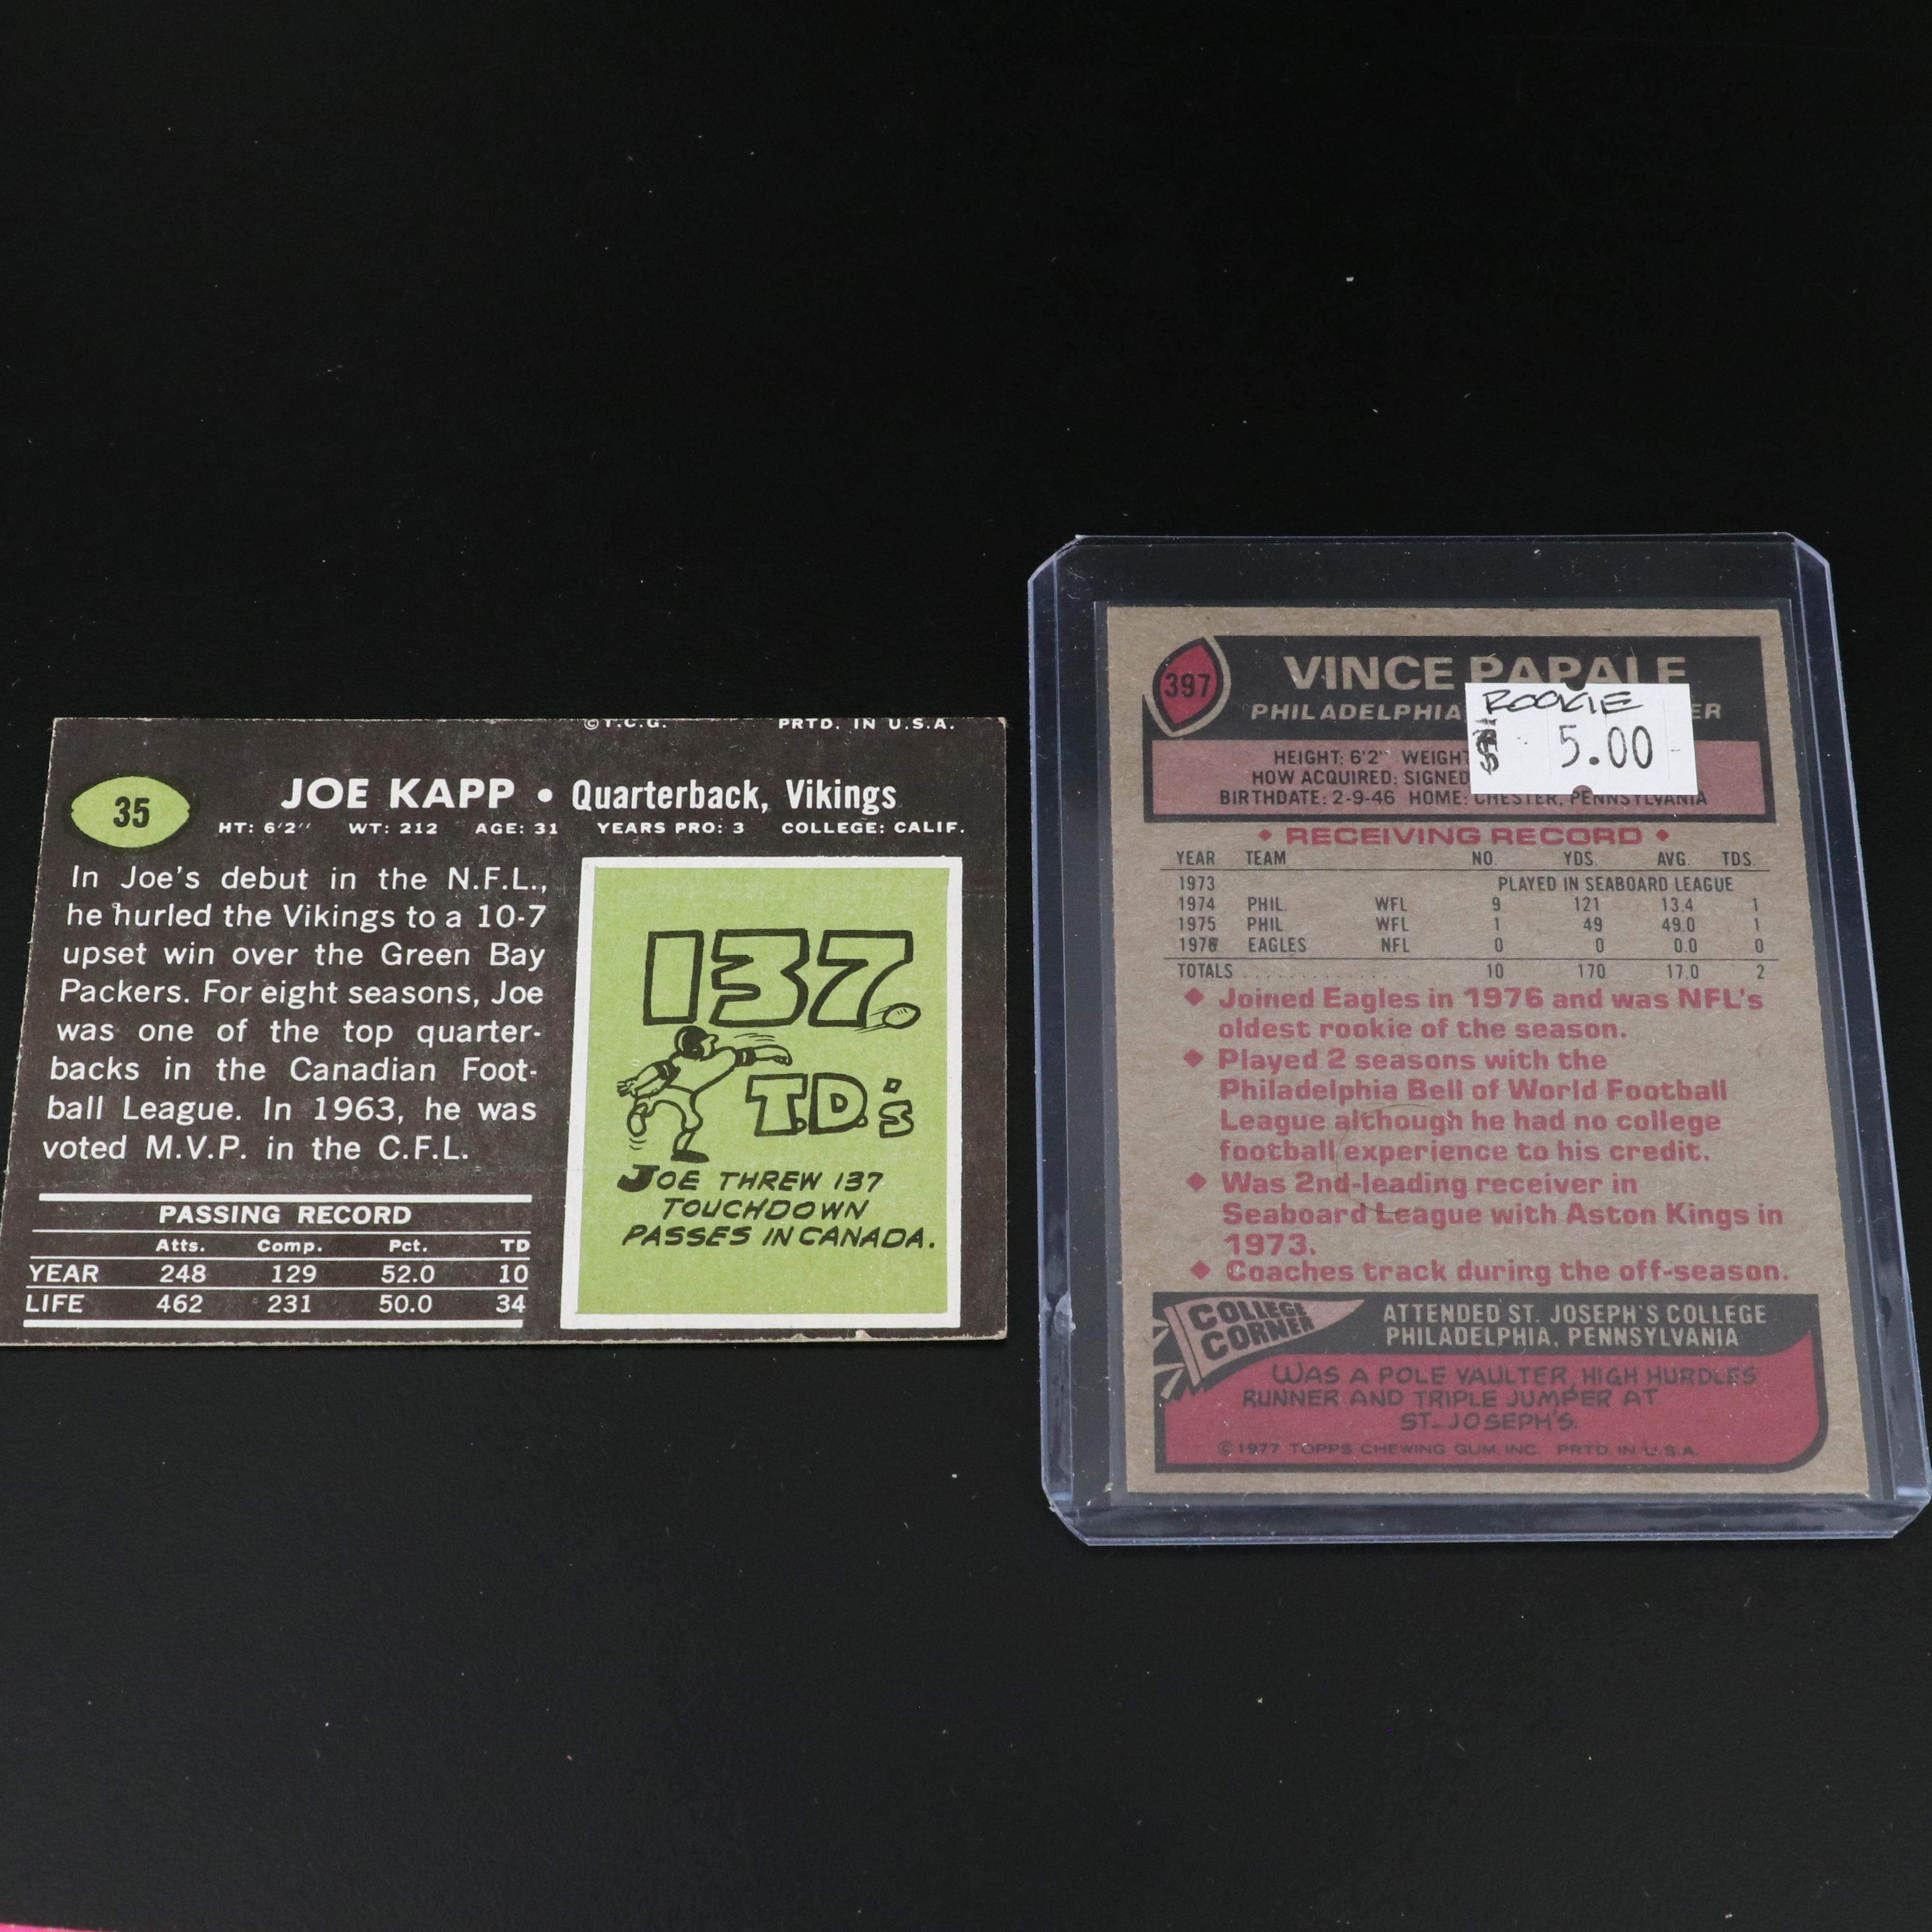 ©T.C.G. PRTD. IN U.S.A.
35
JOE KAPP • Quarterback, Vikings
HT: 6'2" WT: 212 AGE: 31 YEARS PRO: 3 COLLEGE: CALIF.
In Joe's debut in the N.F.L.,
he hurled the Vikings to a 10-7
upset win over the Green Bay
Packers. For eight seasons, Joe
was one of the top quarter-
backs in the Canadian Foot-
ball League. In 1963, he was
voted M.V.P. in the C.F.L.
PASSING RECORD
Atts. Comp. Pct. TD
YEAR 248 129 52.0 10
LIFE 462 231 50.0 34
137
T.D.'s
JOE THREW 137
TOUCHDOWN
PASSES IN CANADA.
397
VINCE PAPALE
PHILADELPHIA
ROOKIE
$ 5.00
HEIGHT: 6'2" WEIGHT
HOW ACQUIRED: SIGNED
BIRTHDATE: 2-9-46 HOME: CHESTER, PENNSYLVANIA
♦ RECEIVING RECORD ♦
YEAR TEAM NO. YDS. AVG. TDS.
1973 PLAYED IN SEABOARD LEAGUE
1974 PHIL. WFL 9 121 13.4 1
1975 PHIL. WFL 1 49 49.0 1
1976 EAGLES NFL 0 0 0.0 0
TOTALS 10 170 17.0 2
♦ Joined Eagles in 1976 and was NFL's
oldest rookie of the season.
♦ Played 2 seasons with the
Philadelphia Bell of World Football
League although he had no college
football experience to his credit.
♦ Was 2nd-leading receiver in
Seaboard League with Aston Kings in
1973.
♦ Coaches track during the off-season.
COLLEGE
CORNER
ATTENDED ST. JOSEPH'S COLLEGE
PHILADELPHIA, PENNSYLVANIA
WAS A POLE VAULTER, HIGH HURDLES
RUNNER AND TRIPLE JUMPER AT
ST. JOSEPH'S.
©1977 TOPPS CHEWING GUM, INC. PRTD. IN U.S.A.